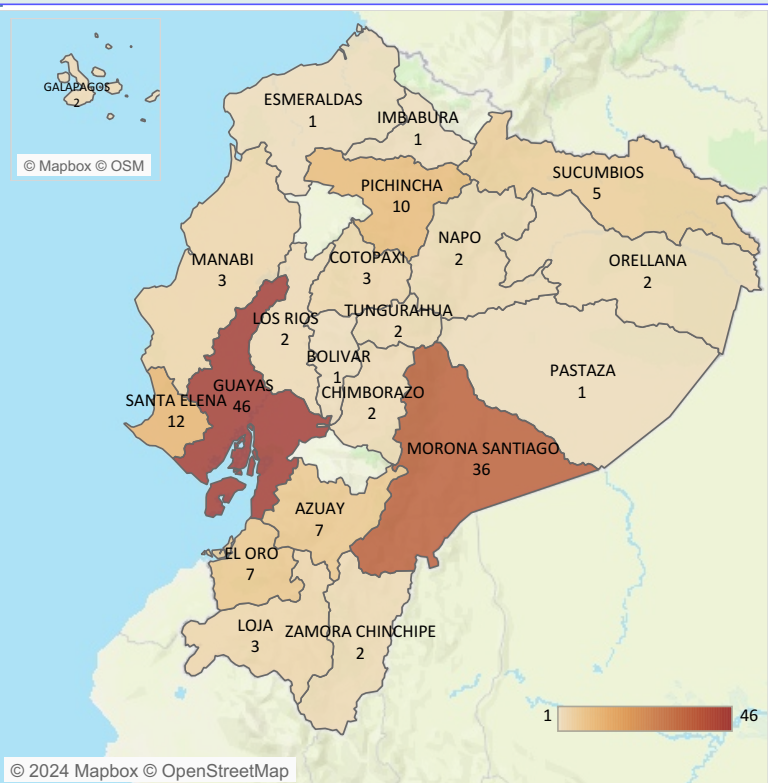 GALAPAGOS
2
© Mapbox © OSM
ESMERALDAS
1
IMBABURA
1
PICHINCHA
10
SUCUMBIOS
5
NAPO
2
ORELLANA
2
MANABI
3
COTOPAXI
3
LOS RIOS
2
TUNGURAHUA
2
BOLIVAR
1
PASTAZA
1
SANTA ELENA
12
GUAYAS
46
CHIMBORAZO
2
MORONA SANTIAGO
36
AZUAY
7
EL ORO
7
LOJA
3
ZAMORA CHINCHIPE
2
1
46
© 2024 Mapbox © OpenStreetMap